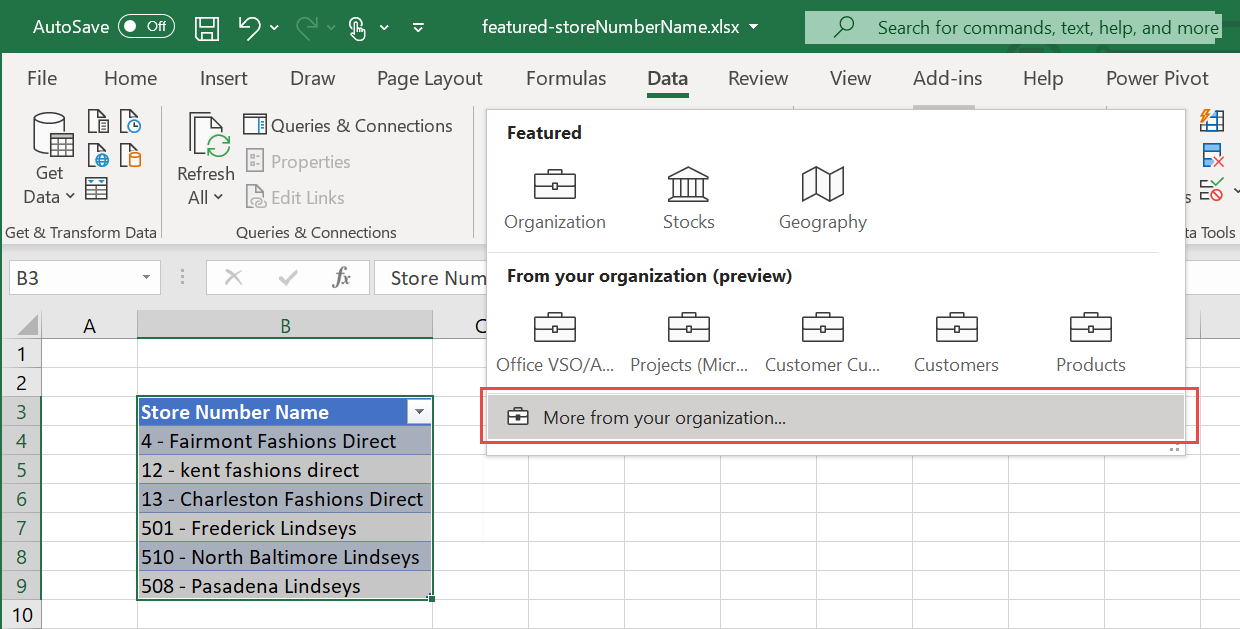 AutoSave Off featured-storeNumberName.xlsx Search for commands, text, help, and more
File Home Insert Draw Page Layout Formulas Data Review View Add-ins Help Power Pivot
Get
Data
Refresh
All
Queries & Connections
Properties
Edit Links
Get & Transform Data
Queries & Connections
Featured
Organization Stocks Geography
From your organization (preview)
Office VSO/A... Projects (Micr... Customer Cu... Customers Products
More from your organization...
s
ta Tools
B3 fx Store Num
A B C
1
2
3 Store Number Name
4 4 - Fairmont Fashions Direct
5 12 - kent fashions direct
6 13 - Charleston Fashions Direct
7 501 - Frederick Lindseys
8 510 - North Baltimore Lindseys
9 508 - Pasadena Lindseys
10